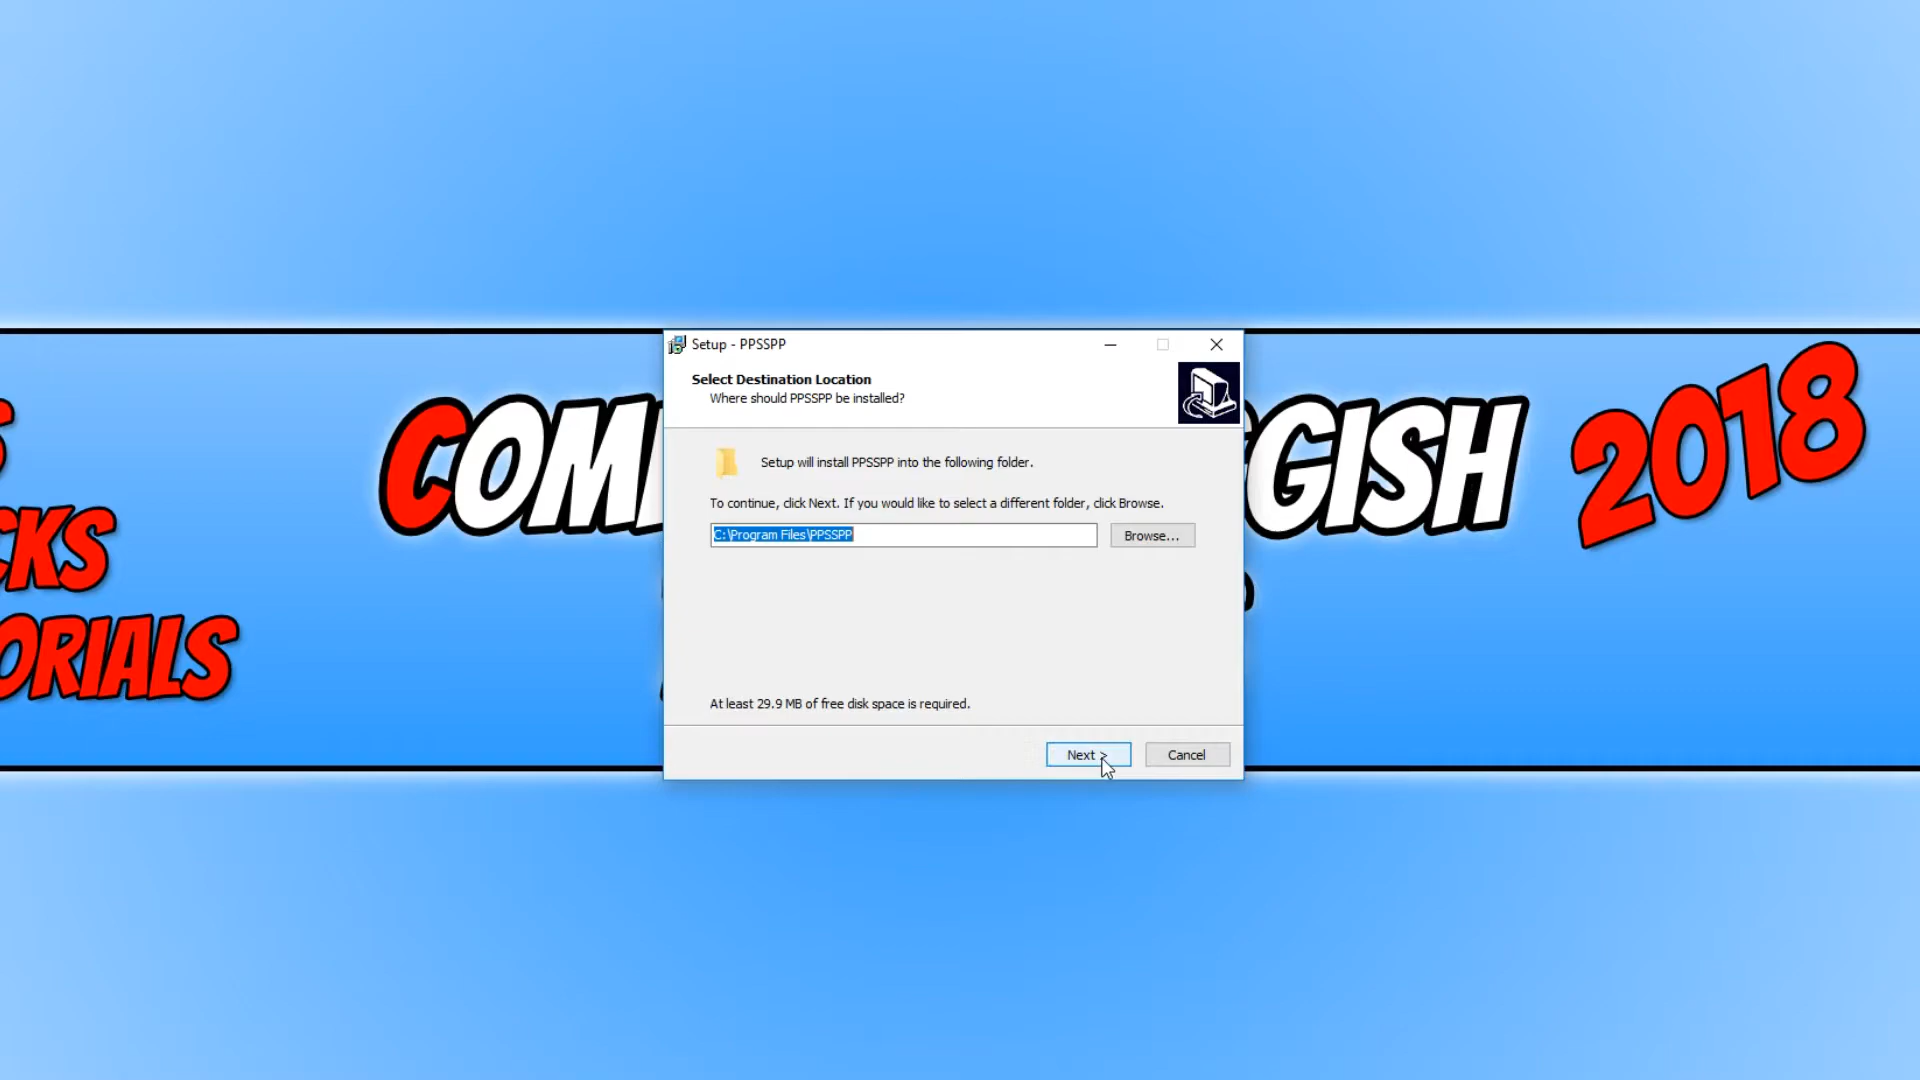 Setup - PPSSPP
Select Destination Location
Where should PPSSPP be installed?
Setup will install PPSSPP into the following folder.
To continue, click Next. If you would like to select a different folder, click Browse.
C:\Program Files\PPSSPP
Browse...
At least 29.9 MB of free disk space is required.
Next >
Cancel
COM
GISH 2018
CKS
ORIALS